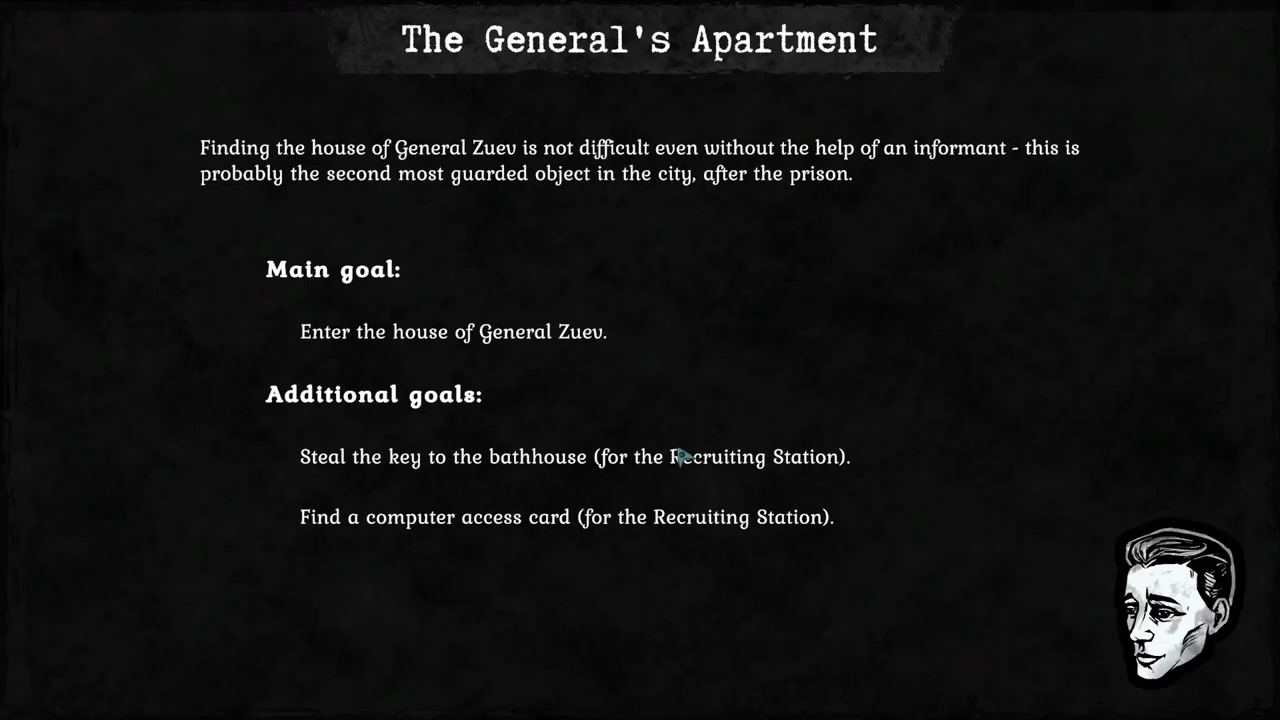 The General's Apartment
Finding the house of General Zuev is not difficult even without the help of an informant - this is
probably the second most guarded object in the city, after the prison.
Main goal:
Enter the house of General Zuev.
Additional goals:
Steal the key to the bathhouse (for the Recruiting Station).
Find a computer access card (for the Recruiting Station).